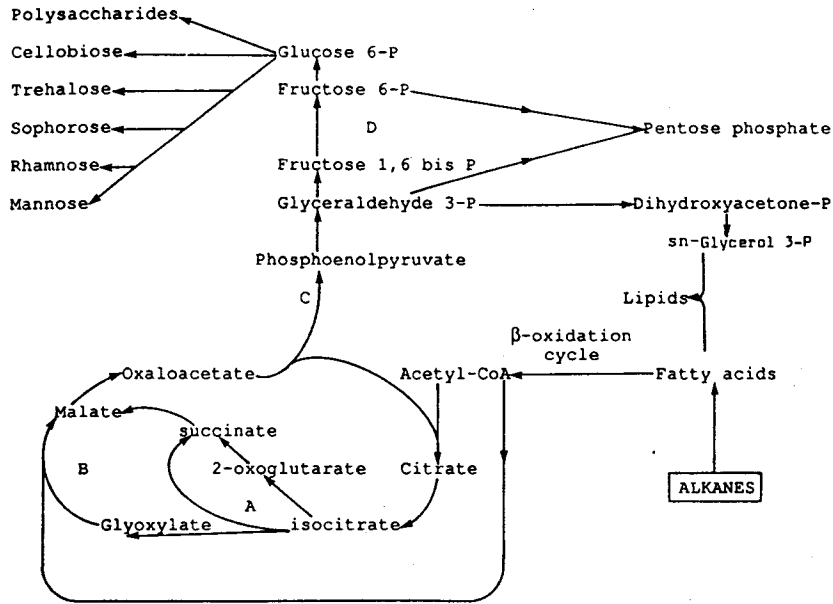 Polysaccharides
Cellobiose
Glucose 6-P
Trehalose
Fructose 6-P
Sophorose
D
Pentose phosphate
Rhamnose
Fructose 1,6 bis P
Mannose
Glyceraldehyde 3-P
Dihydroxyacetone-P
sn-Glycerol 3-P
Phosphoenolpyruvate
C
Lipids
β-oxidation
cycle
Oxaloacetate
Acetyl-CoA
Fatty acids
Malate
succinate
B
2-oxoglutarate
Citrate
ALKANES
A
Glyoxylate
isocitrate